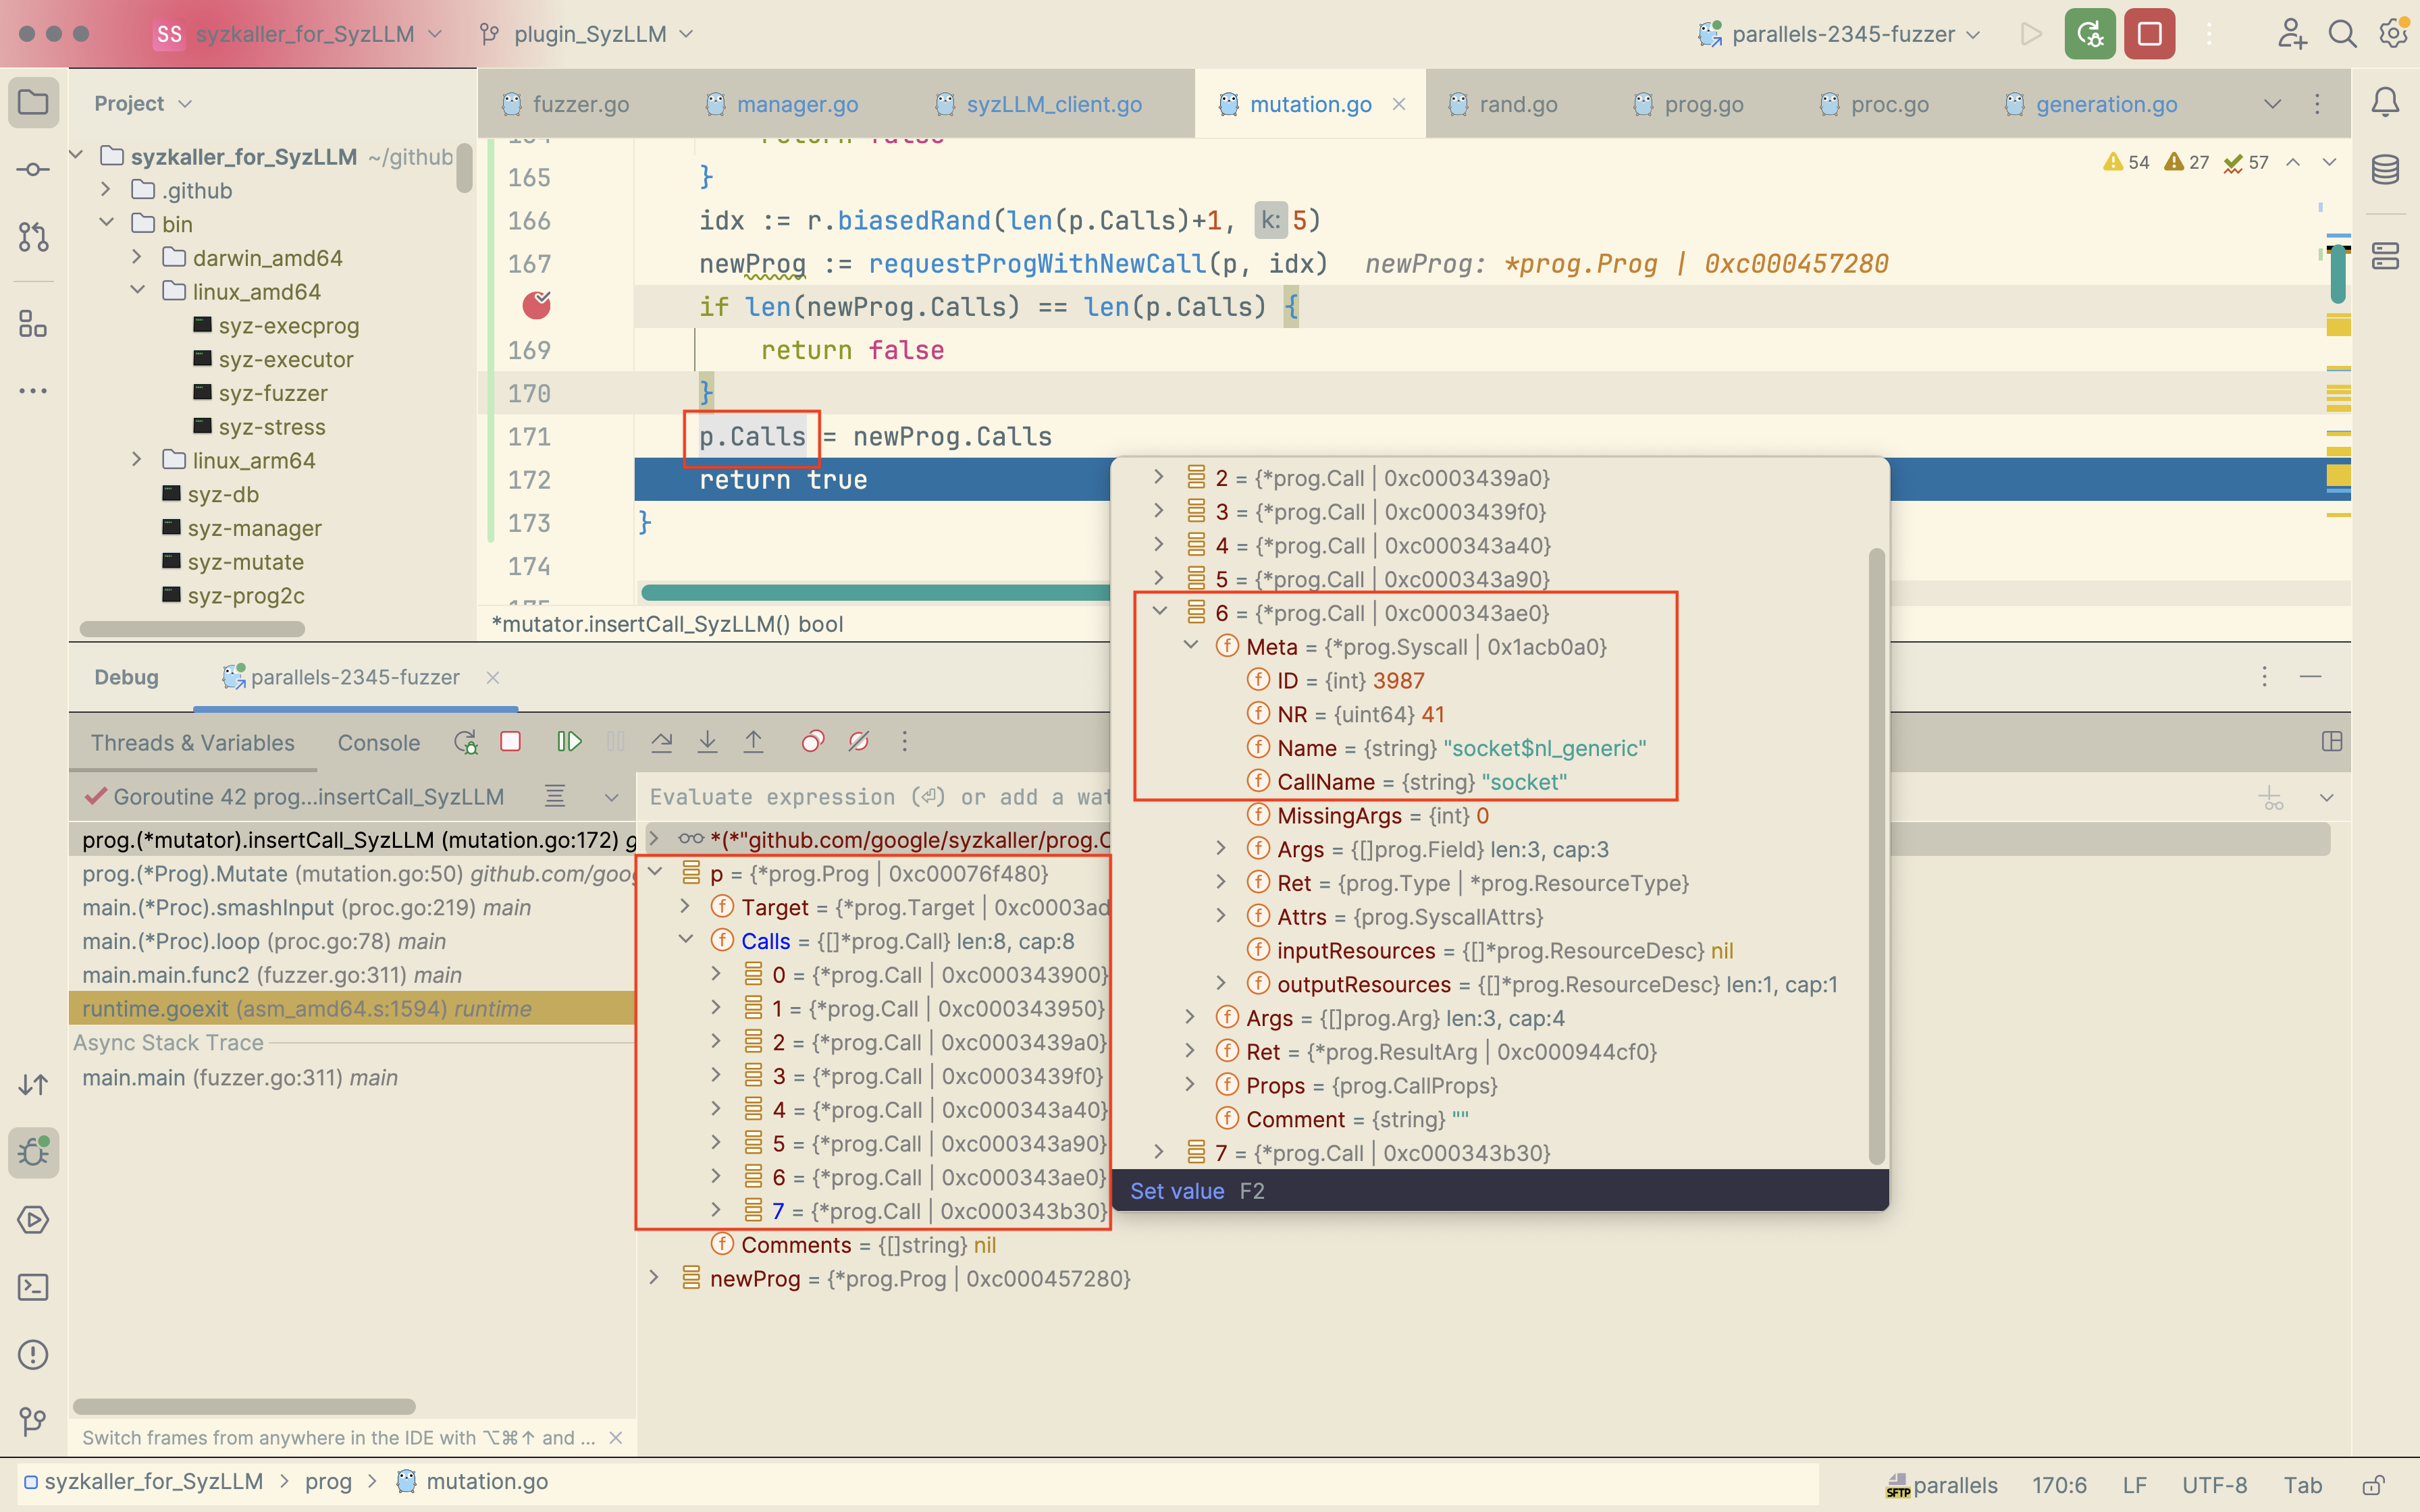 SS syzkaller_for_SyzLLM plugin_SyzLLM parallels-2345-fuzzer
Project
fuzzer.go manager.go syzLLM_client.go mutation.go rand.go prog.go proc.go generation.go
syzkaller_for_SyzLLM ~/github
.github
bin
darwin_amd64
linux_amd64
syz-execprog
syz-executor
syz-fuzzer
syz-stress
linux_arm64
syz-db
syz-manager
syz-mutate
syz-prog2c
54 27 57
return false
165 }
166 idx := r.biasedRand(len(p.Calls)+1, k: 5)
167 newProg := requestProgWithNewCall(p, idx) newProg: *prog.Prog | 0xc000457280
if len(newProg.Calls) == len(p.Calls) {
169 return false
170 }
171 p.Calls = newProg.Calls
172 return true
173 }
174
*mutator.insertCall_SyzLLM() bool
Debug parallels-2345-fuzzer
Threads & Variables Console
Goroutine 42 prog...insertCall_SyzLLM
prog.(*mutator).insertCall_SyzLLM (mutation.go:172) g
prog.(*Prog).Mutate (mutation.go:50) github.com/goog
main.(*Proc).smashInput (proc.go:219) main
main.(*Proc).loop (proc.go:78) main
main.main.func2 (fuzzer.go:311) main
runtime.goexit (asm_amd64.s:1594) runtime
Async Stack Trace
main.main (fuzzer.go:311) main
Switch frames from anywhere in the IDE with ⌥⌘↑ and ...
Evaluate expression (⏎) or add a wat
*(*"github.com/google/syzkaller/prog.C
p = {*prog.Prog | 0xc00076f480}
Target = {*prog.Target | 0xc0003ad
Calls = {[]*prog.Call} len:8, cap:8
0 = {*prog.Call | 0xc000343900}
1 = {*prog.Call | 0xc000343950}
2 = {*prog.Call | 0xc0003439a0}
3 = {*prog.Call | 0xc0003439f0}
4 = {*prog.Call | 0xc000343a40}
5 = {*prog.Call | 0xc000343a90}
6 = {*prog.Call | 0xc000343ae0}
7 = {*prog.Call | 0xc000343b30}
Comments = {[]string} nil
newProg = {*prog.Prog | 0xc000457280}
2 = {*prog.Call | 0xc0003439a0}
3 = {*prog.Call | 0xc0003439f0}
4 = {*prog.Call | 0xc000343a40}
5 = {*prog.Call | 0xc000343a90}
6 = {*prog.Call | 0xc000343ae0}
Meta = {*prog.Syscall | 0x1acb0a0}
ID = {int} 3987
NR = {uint64} 41
Name = {string} "socket$nl_generic"
CallName = {string} "socket"
MissingArgs = {int} 0
Args = {[]prog.Field} len:3, cap:3
Ret = {prog.Type | *prog.ResourceType}
Attrs = {prog.SyscallAttrs}
inputResources = {[]*prog.ResourceDesc} nil
outputResources = {[]*prog.ResourceDesc} len:1, cap:1
Args = {[]prog.Arg} len:3, cap:4
Ret = {*prog.ResultArg | 0xc000944cf0}
Props = {prog.CallProps}
Comment = {string} ""
7 = {*prog.Call | 0xc000343b30}
Set value F2
syzkaller_for_SyzLLM > prog > mutation.go
SFTP parallels 170:6 LF UTF-8 Tab